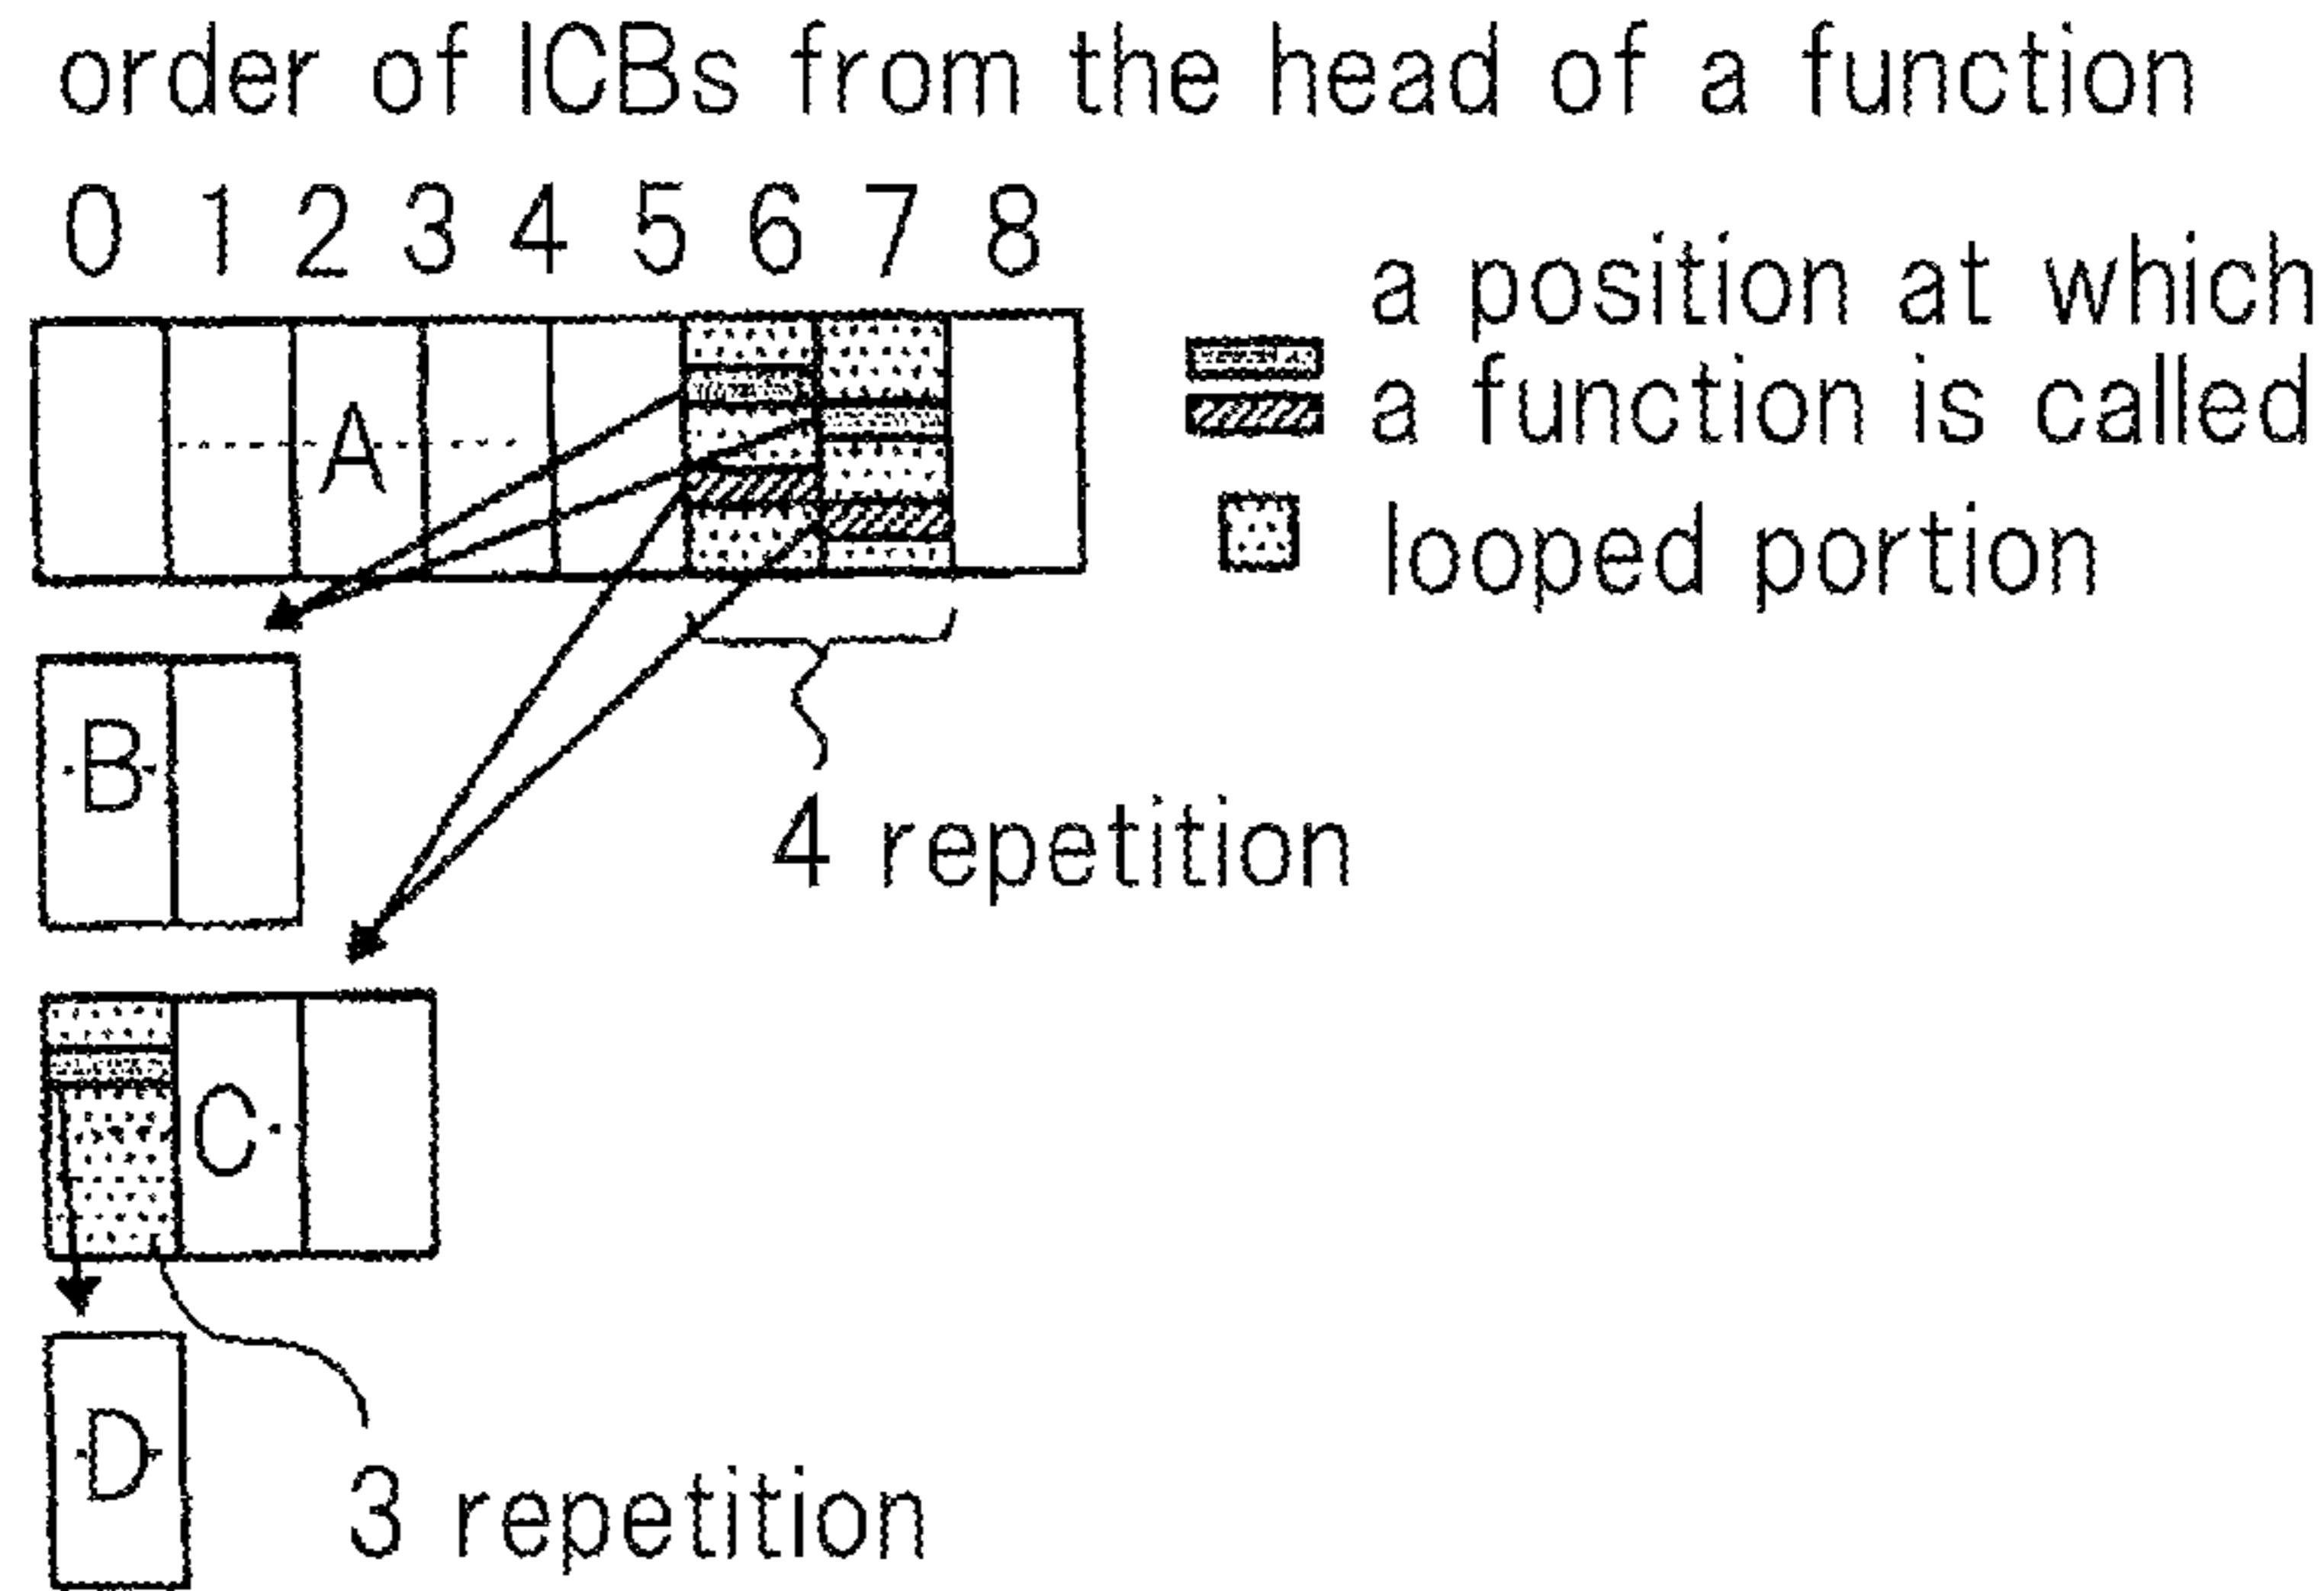 order of ICBs from the head of a function
0 1 2 3 4 5 6 7 8
a position at which
a function is called
A
looped portion
B
4 repetition
C
D
3 repetition